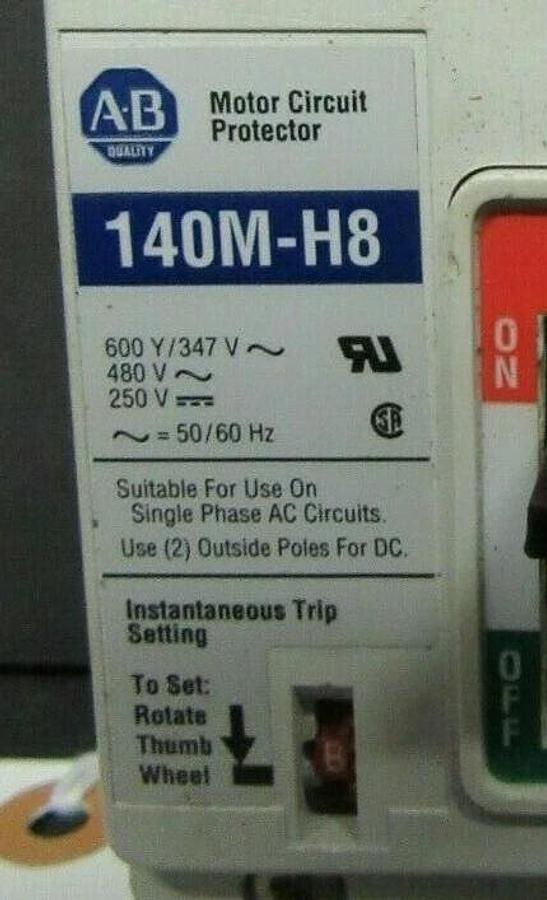 A-B
QUALITY
Motor Circuit
Protector
140M-H8
600 Y/347 V ~
480 V ~
250 V ⎓
~ = 50/60 Hz
Suitable For Use On
Single Phase AC Circuits.
Use (2) Outside Poles For DC.
Instantaneous Trip
Setting
To Set:
Rotate
Thumb
Wheel
ON
OFF